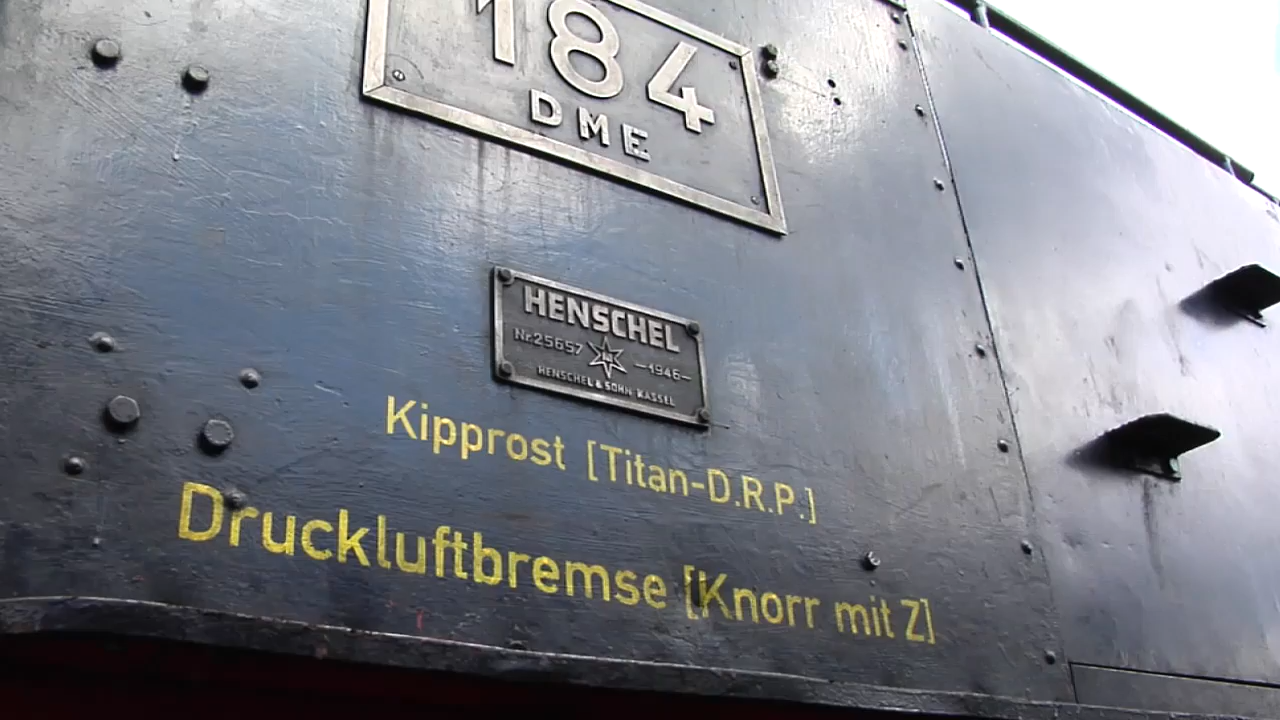 184
DME
HENSCHEL
Nr. 25657 —1946—
HENSCHEL & SOHN KASSEL
Kipprost [Titan-D.R.P.]
Druckluftbremse [Knorr mit Z]